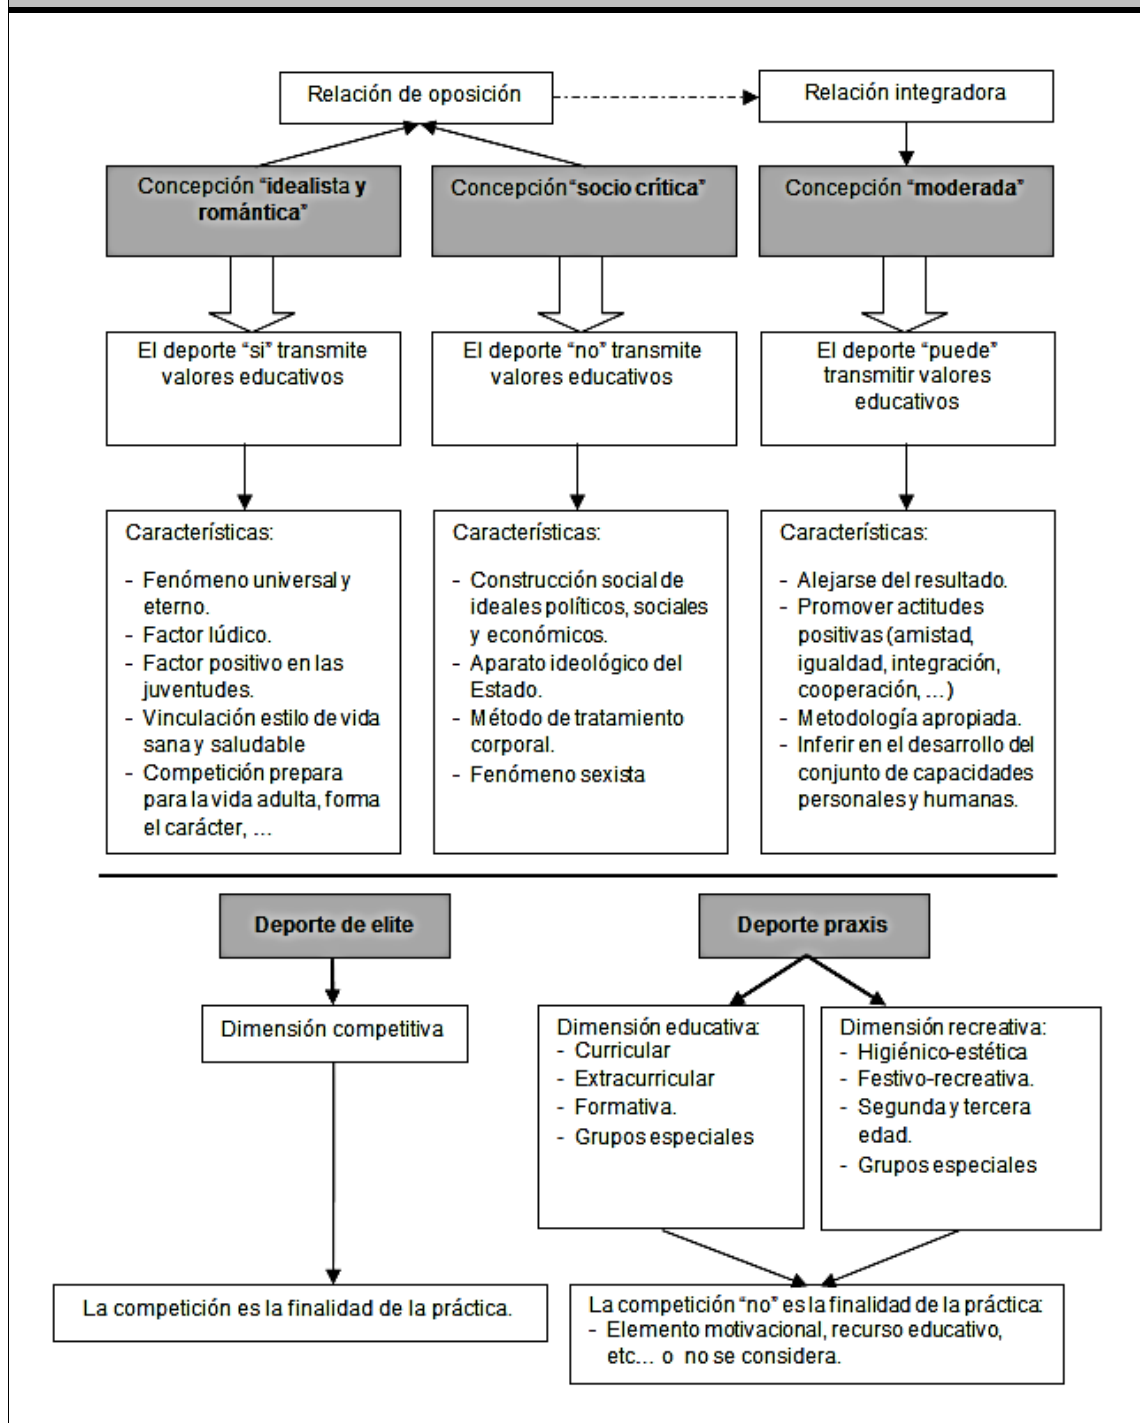 Relación de oposición
Relación integradora
Concepción “idealista y
romántica”
Concepción “socio crítica”
Concepción “moderada”
El deporte “si” transmite
valores educativos
El deporte “no” transmite
valores educativos
El deporte “puede”
transmitir valores
educativos
Características:
- Fenómeno universal y
eterno.
- Factor lúdico.
- Factor positivo en las
juventudes.
- Vinculación estilo de vida
sana y saludable
- Competición prepara
para la vida adulta, forma
el carácter, …
Características:
- Construcción social de
ideales políticos, sociales
y económicos.
- Aparato ideológico del
Estado.
- Método de tratamiento
corporal.
- Fenómeno sexista
Características:
- Alejarse del resultado.
- Promover actitudes
positivas (amistad,
igualdad, integración,
cooperación, …)
- Metodología apropiada.
- Inferir en el desarrollo del
conjunto de capacidades
personales y humanas.
Deporte de elite
Deporte praxis
Dimensión competitiva
Dimensión educativa:
- Curricular
- Extracurricular
- Formativa.
- Grupos especiales
Dimensión recreativa:
- Higiénico-estética
- Festivo-recreativa.
- Segunda y tercera
edad.
- Grupos especiales
La competición es la finalidad de la práctica.
La competición “no” es la finalidad de la práctica:
- Elemento motivacional, recurso educativo,
etc… o no se considera.